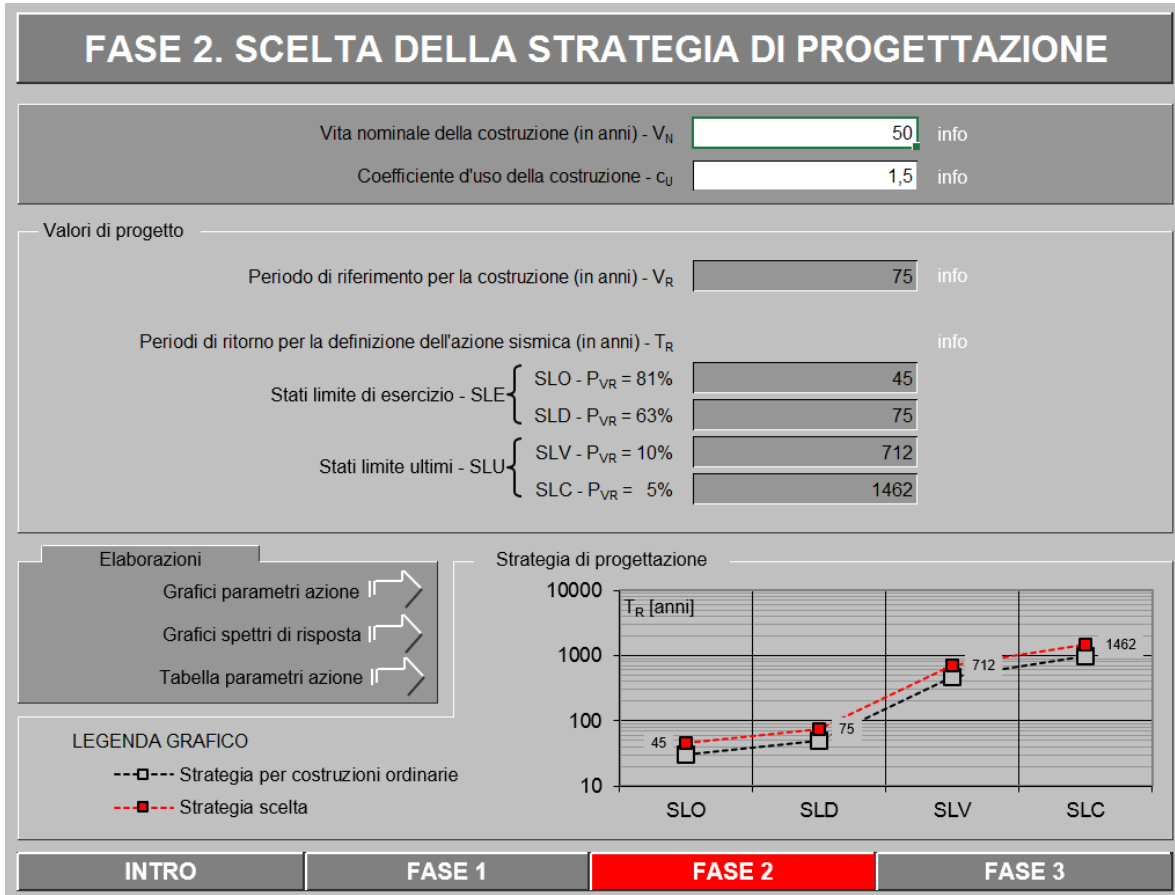 FASE 2. SCELTA DELLA STRATEGIA DI PROGETTAZIONE
Vita nominale della costruzione (in anni) - VN 50 info
Coefficiente d'uso della costruzione - cU 1,5 info
Valori di progetto
Periodo di riferimento per la costruzione (in anni) - VR 75 info
Periodi di ritorno per la definizione dell'azione sismica (in anni) - TR info
Stati limite di esercizio - SLE
SLO - PVR = 81% 45
SLD - PVR = 63% 75
Stati limite ultimi - SLU
SLV - PVR = 10% 712
SLC - PVR = 5% 1462
Elaborazioni
Grafici parametri azione
Grafici spettri di risposta
Tabella parametri azione
Strategia di progettazione
TR [anni]
10000
1000
100
10
45
75
712
1462
SLO SLD SLV SLC
LEGENDA GRAFICO
Strategia per costruzioni ordinarie
Strategia scelta
INTRO FASE 1 FASE 2 FASE 3